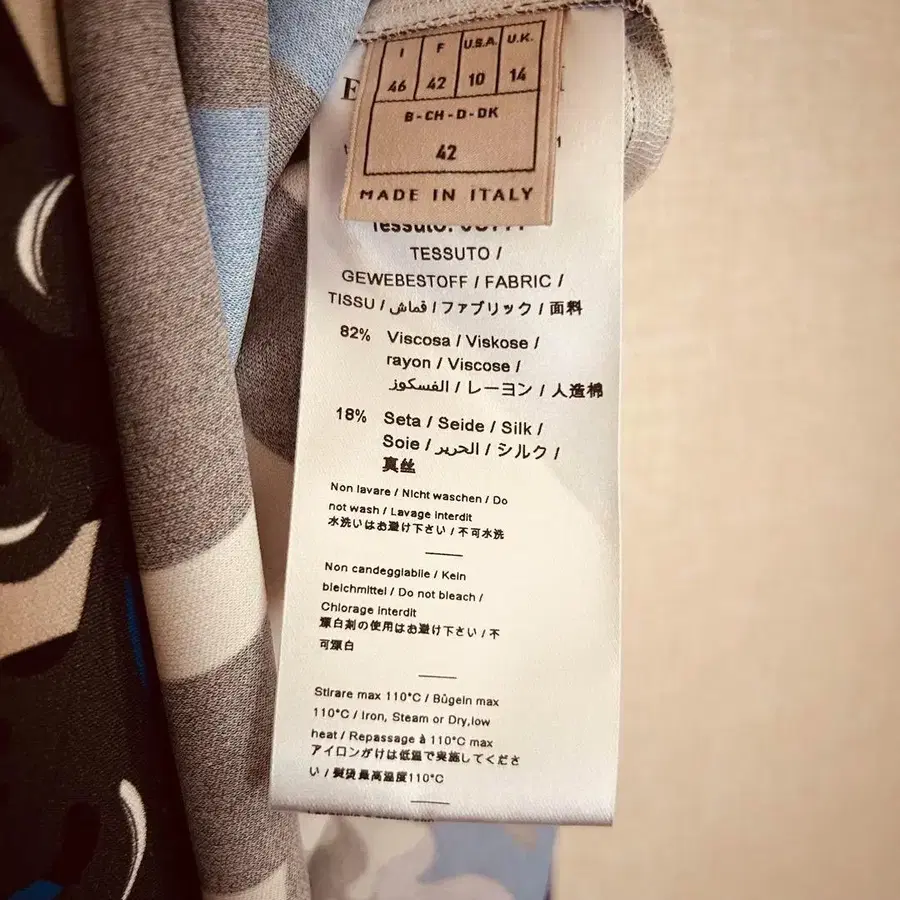 I F U.S.A. U.K.
46 42 10 14
B-CH-D-DK
42
MADE IN ITALY
Tessuto:
TESSUTO /
GEWEBESTOFF / FABRIC /
TISSU / قماش / ファブリック / 面料
82% Viscosa / Viskose /
rayon / Viscose /
الفسكوز / レーヨン / 人造棉
18% Seta / Seide / Silk /
Soie / الحرير / シルク /
真丝
Non lavare / Nicht waschen / Do
not wash / Lavage interdit
水洗いはお避け下さい / 不可水洗
Non candeggiabile / Kein
bleichmittel / Do not bleach /
Chlorage interdit
漂白剤の使用はお避け下さい / 不
可漂白
Stirare max 110°C / Bügeln max
110°C / Iron, Steam or Dry,low
heat / Repassage à 110°C max
アイロンがけは低温で実施してくださ
い / 熨烫最高温度110°C